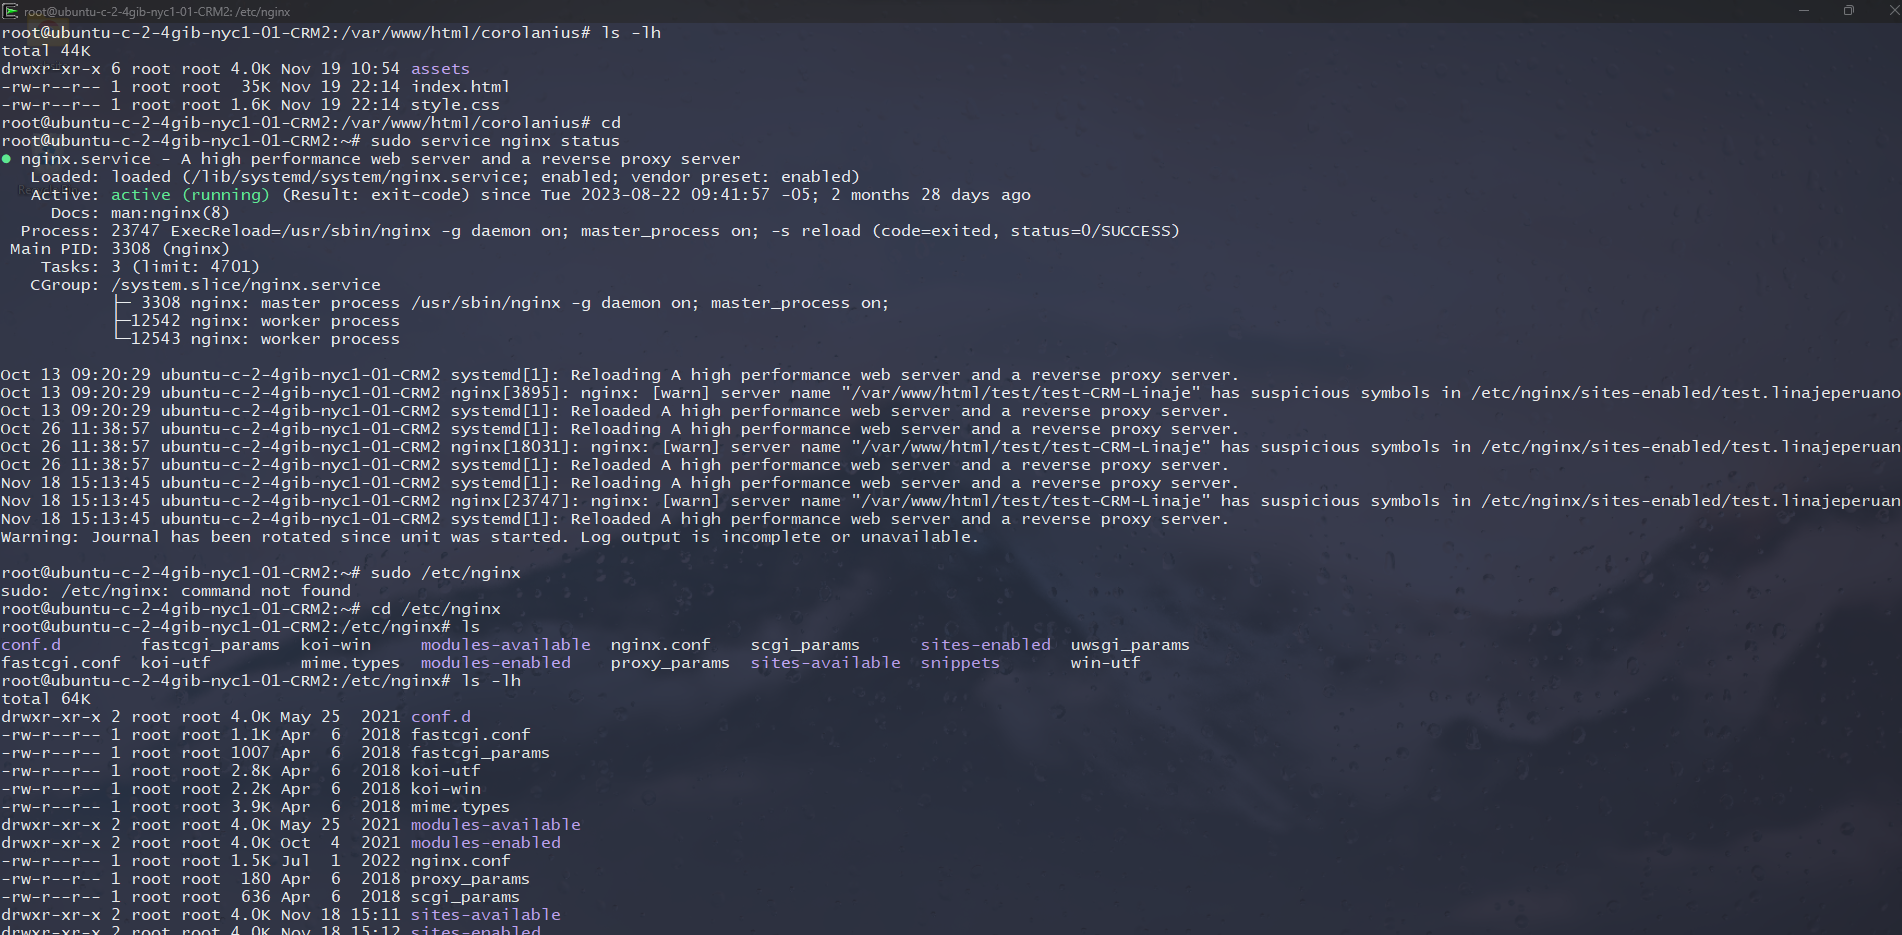 root@ubuntu-c-2-4gib-nyc1-01-CRM2: /etc/nginx
root@ubuntu-c-2-4gib-nyc1-01-CRM2:/var/www/html/corolanius# ls -lh
total 44K
drwxr-xr-x 6 root root 4.0K Nov 19 10:54 assets
-rw-r--r-- 1 root root  35K Nov 19 22:14 index.html
-rw-r--r-- 1 root root 1.6K Nov 19 22:14 style.css
root@ubuntu-c-2-4gib-nyc1-01-CRM2:/var/www/html/corolanius# cd
root@ubuntu-c-2-4gib-nyc1-01-CRM2:~# sudo service nginx status
● nginx.service - A high performance web server and a reverse proxy server
   Loaded: loaded (/lib/systemd/system/nginx.service; enabled; vendor preset: enabled)
   Active: active (running) (Result: exit-code) since Tue 2023-08-22 09:41:57 -05; 2 months 28 days ago
     Docs: man:nginx(8)
  Process: 23747 ExecReload=/usr/sbin/nginx -g daemon on; master_process on; -s reload (code=exited, status=0/SUCCESS)
 Main PID: 3308 (nginx)
    Tasks: 3 (limit: 4701)
   CGroup: /system.slice/nginx.service
           ├─ 3308 nginx: master process /usr/sbin/nginx -g daemon on; master_process on;
           ├─12542 nginx: worker process
           └─12543 nginx: worker process
Oct 13 09:20:29 ubuntu-c-2-4gib-nyc1-01-CRM2 systemd[1]: Reloading A high performance web server and a reverse proxy server.
Oct 13 09:20:29 ubuntu-c-2-4gib-nyc1-01-CRM2 nginx[3895]: nginx: [warn] server name "/var/www/html/test/test-CRM-Linaje" has suspicious symbols in /etc/nginx/sites-enabled/test.linajeperuano
Oct 13 09:20:29 ubuntu-c-2-4gib-nyc1-01-CRM2 systemd[1]: Reloaded A high performance web server and a reverse proxy server.
Oct 26 11:38:57 ubuntu-c-2-4gib-nyc1-01-CRM2 systemd[1]: Reloading A high performance web server and a reverse proxy server.
Oct 26 11:38:57 ubuntu-c-2-4gib-nyc1-01-CRM2 nginx[18031]: nginx: [warn] server name "/var/www/html/test/test-CRM-Linaje" has suspicious symbols in /etc/nginx/sites-enabled/test.linajeperuan
Oct 26 11:38:57 ubuntu-c-2-4gib-nyc1-01-CRM2 systemd[1]: Reloaded A high performance web server and a reverse proxy server.
Nov 18 15:13:45 ubuntu-c-2-4gib-nyc1-01-CRM2 systemd[1]: Reloading A high performance web server and a reverse proxy server.
Nov 18 15:13:45 ubuntu-c-2-4gib-nyc1-01-CRM2 nginx[23747]: nginx: [warn] server name "/var/www/html/test/test-CRM-Linaje" has suspicious symbols in /etc/nginx/sites-enabled/test.linajeperuan
Nov 18 15:13:45 ubuntu-c-2-4gib-nyc1-01-CRM2 systemd[1]: Reloaded A high performance web server and a reverse proxy server.
Warning: Journal has been rotated since unit was started. Log output is incomplete or unavailable.
root@ubuntu-c-2-4gib-nyc1-01-CRM2:~# sudo /etc/nginx
sudo: /etc/nginx: command not found
root@ubuntu-c-2-4gib-nyc1-01-CRM2:~# cd /etc/nginx
root@ubuntu-c-2-4gib-nyc1-01-CRM2:/etc/nginx# ls
conf.d        fastcgi_params  koi-win     modules-available  nginx.conf    scgi_params      sites-enabled  uwsgi_params
fastcgi.conf  koi-utf         mime.types  modules-enabled    proxy_params  sites-available  snippets       win-utf
root@ubuntu-c-2-4gib-nyc1-01-CRM2:/etc/nginx# ls -lh
total 64K
drwxr-xr-x 2 root root 4.0K May 25  2021 conf.d
-rw-r--r-- 1 root root 1.1K Apr  6  2018 fastcgi.conf
-rw-r--r-- 1 root root 1007 Apr  6  2018 fastcgi_params
-rw-r--r-- 1 root root 2.8K Apr  6  2018 koi-utf
-rw-r--r-- 1 root root 2.2K Apr  6  2018 koi-win
-rw-r--r-- 1 root root 3.9K Apr  6  2018 mime.types
drwxr-xr-x 2 root root 4.0K May 25  2021 modules-available
drwxr-xr-x 2 root root 4.0K Oct  4  2021 modules-enabled
-rw-r--r-- 1 root root 1.5K Jul  1  2022 nginx.conf
-rw-r--r-- 1 root root  180 Apr  6  2018 proxy_params
-rw-r--r-- 1 root root  636 Apr  6  2018 scgi_params
drwxr-xr-x 2 root root 4.0K Nov 18 15:11 sites-available
drwxr-xr-x 2 root root 4.0K Nov 18 15:12 sites-enabled